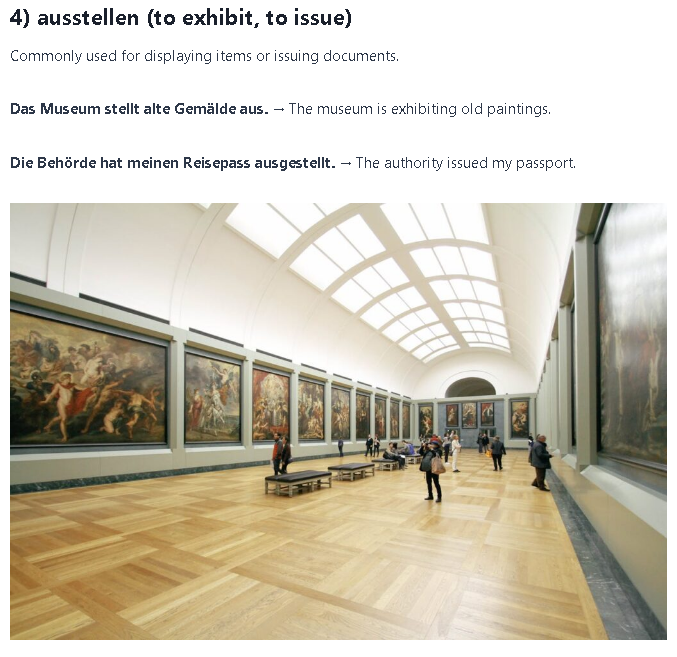 4) ausstellen (to exhibit, to issue)
Commonly used for displaying items or issuing documents.
Das Museum stellt alte Gemälde aus. → The museum is exhibiting old paintings.
Die Behörde hat meinen Reisepass ausgestellt. → The authority issued my passport.